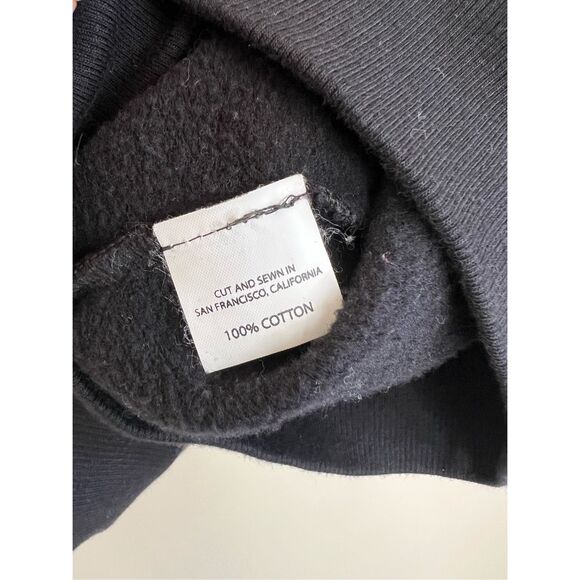 CUT AND SEWN IN
SAN FRANCISCO, CALIFORNIA
100% COTTON